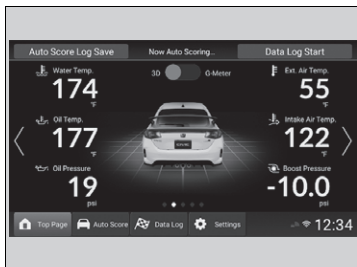 Auto Score Log Save
Now Auto Scoring...
Data Log Start
Water Temp.
174
°F
3D
G-Meter
Ext. Air Temp.
55
°F
Oil Temp.
177
°F
Intake Air Temp.
122
°F
Oil Pressure
19
psi
Boost Pressure
-10.0
psi
Top Page
Auto Score
Data Log
Settings
12:34